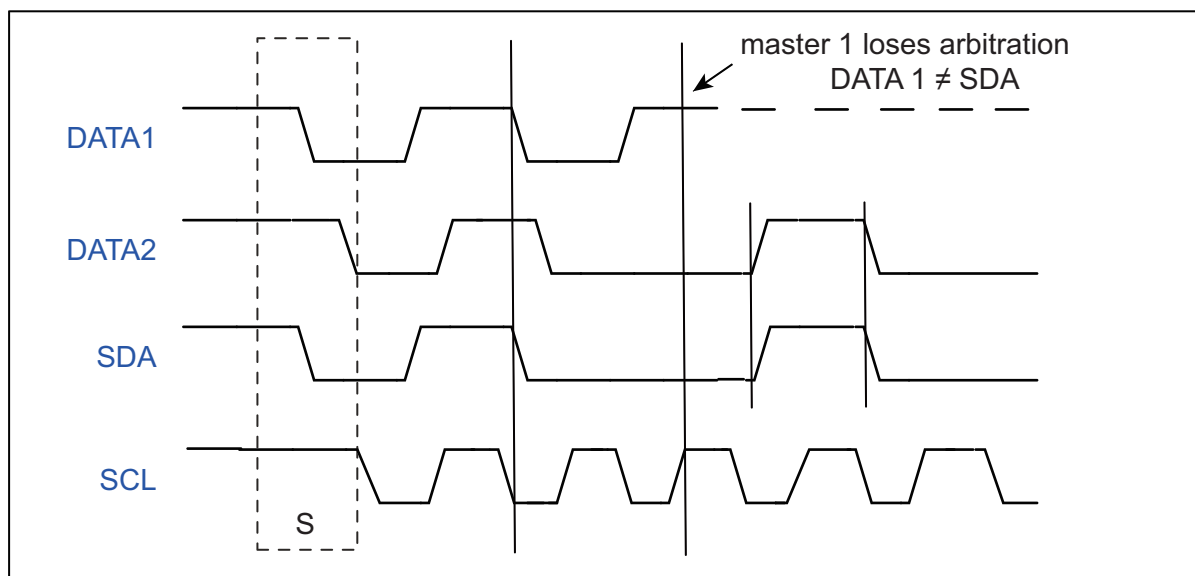 master 1 loses arbitration
DATA 1 ≠ SDA
DATA1
DATA2
SDA
SCL
S